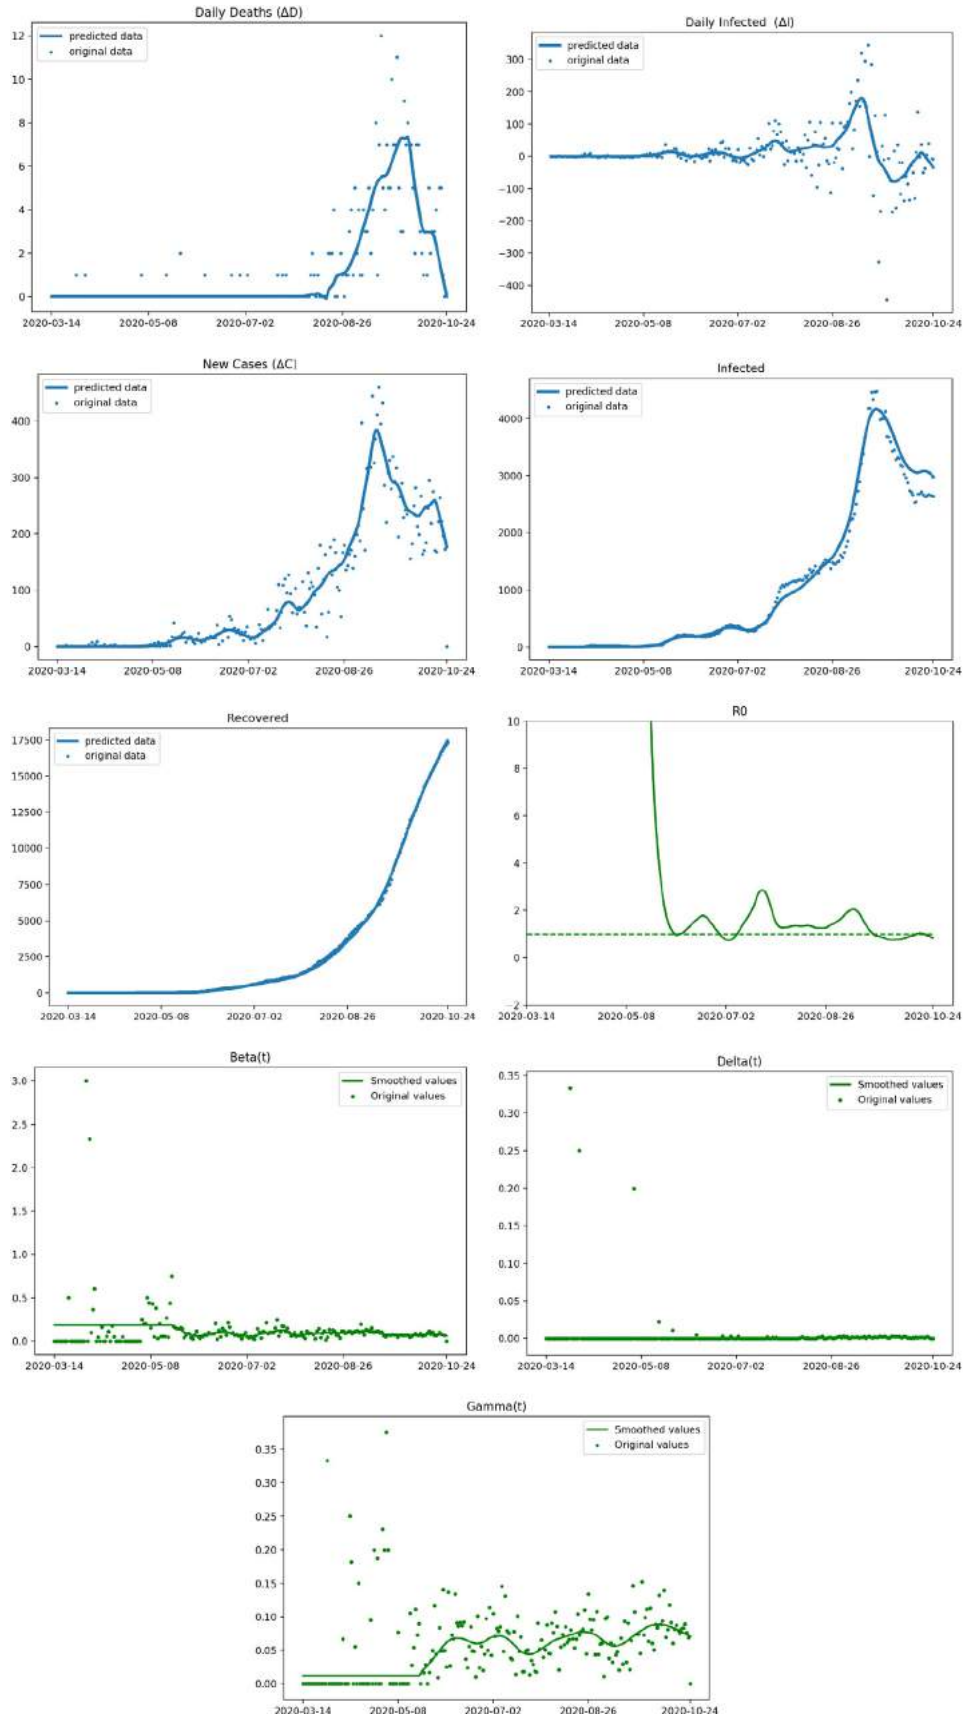 Daily Deaths (ΔD)
predicted data
original data
12
10
8
6
4
2
0
2020-03-14 2020-05-08 2020-07-02 2020-08-26 2020-10-24
Daily Infected (ΔI)
predicted data
original data
300
200
100
0
−100
−200
−300
−400
2020-03-14 2020-05-08 2020-07-02 2020-08-26 2020-10-24
New Cases (ΔC)
predicted data
original data
400
300
200
100
0
2020-03-14 2020-05-08 2020-07-02 2020-08-26 2020-10-24
Infected
predicted data
original data
4000
3000
2000
1000
0
2020-03-14 2020-05-08 2020-07-02 2020-08-26 2020-10-24
Recovered
predicted data
original data
17500
15000
12500
10000
7500
5000
2500
0
2020-03-14 2020-05-08 2020-07-02 2020-08-26 2020-10-24
R0
10
8
6
4
2
0
−2
2020-03-14 2020-05-08 2020-07-02 2020-08-26 2020-10-24
Beta(t)
Smoothed values
Original values
3.0
2.5
2.0
1.5
1.0
0.5
0.0
2020-03-14 2020-05-08 2020-07-02 2020-08-26 2020-10-24
Delta(t)
Smoothed values
Original values
0.35
0.30
0.25
0.20
0.15
0.10
0.05
0.00
2020-03-14 2020-05-08 2020-07-02 2020-08-26 2020-10-24
Gamma(t)
Smoothed values
Original values
0.35
0.30
0.25
0.20
0.15
0.10
0.05
0.00
2020-03-14 2020-05-08 2020-07-02 2020-08-26 2020-10-24